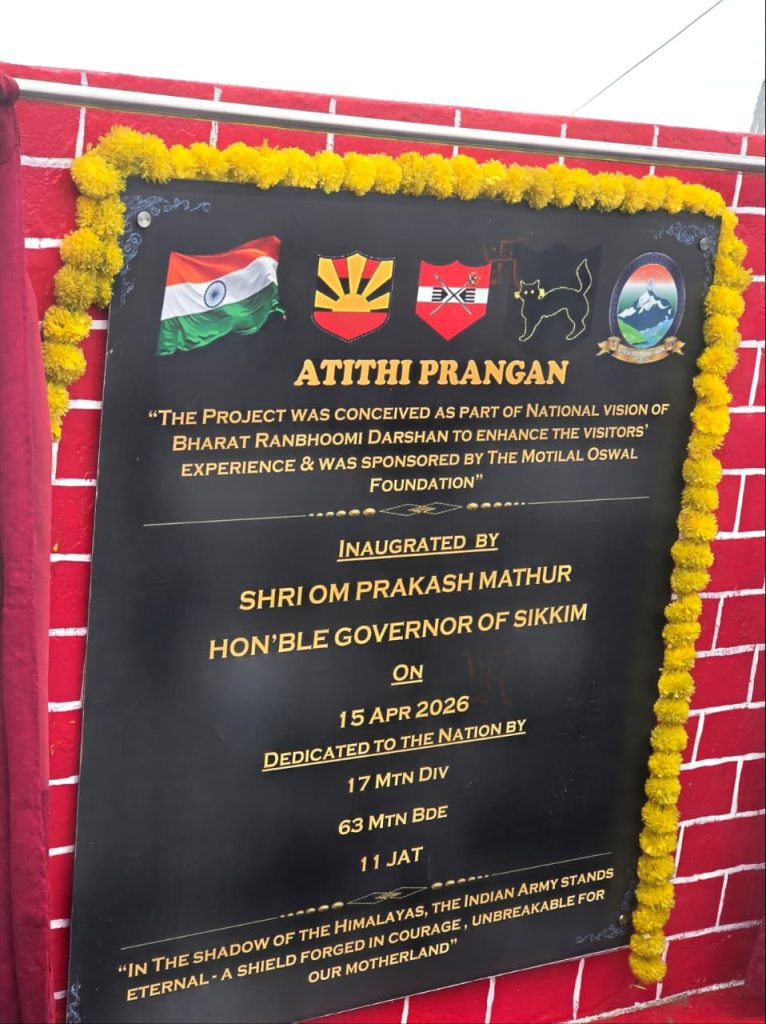 ATITHI PRANGAN
“THE PROJECT WAS CONCEIVED AS PART OF NATIONAL VISION OF
BHARAT RANBHOOMI DARSHAN TO ENHANCE THE VISITORS’
EXPERIENCE & WAS SPONSORED BY THE MOTILAL OSWAL
FOUNDATION”
INAUGRATED BY
SHRI OM PRAKASH MATHUR
HON’BLE GOVERNOR OF SIKKIM
ON
15 APR 2026
DEDICATED TO THE NATION BY
17 MTN DIV
63 MTN BDE
11 JAT
“IN THE SHADOW OF THE HIMALAYAS, THE INDIAN ARMY STANDS
ETERNAL - A SHIELD FORGED IN COURAGE , UNBREAKABLE FOR
OUR MOTHERLAND”